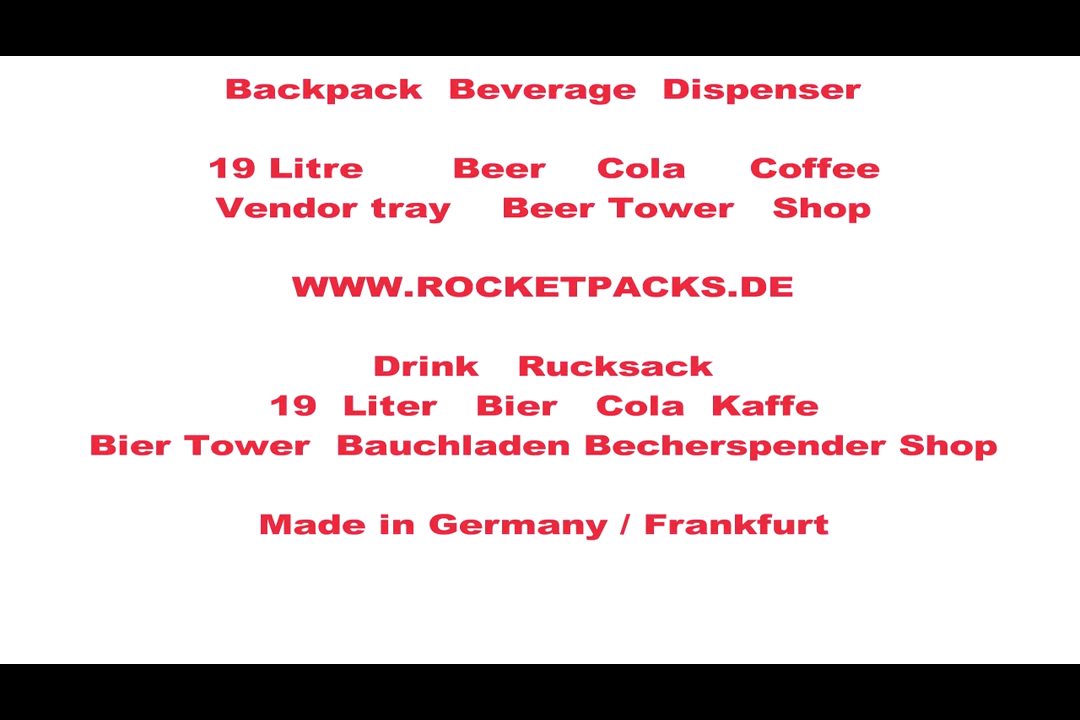 Backpack Beverage Dispenser
19 Litre Beer Cola Coffee
Vendor tray Beer Tower Shop
WWW.ROCKETPACKS.DE
Drink Rucksack
19 Liter Bier Cola Kaffe
Bier Tower Bauchladen Becherspender Shop
Made in Germany / Frankfurt